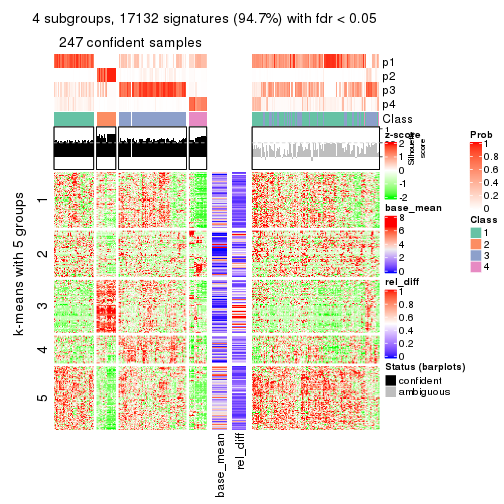 4 subgroups, 17132 signatures (94.7%) with fdr < 0.05
247 confident samples
p1
p2
p3
p4
Class
1
Silhouette
score
k-means with 5 groups
1
2
3
4
5
base_mean
rel_diff
z-score
2
1
0
-1
-2
base_mean
8
6
4
2
0
rel_diff
1
0.8
0.6
0.4
0.2
0
Status (barplots)
confident
ambiguous
Prob
1
0.8
0.6
0.4
0.2
0
Class
1
2
3
4